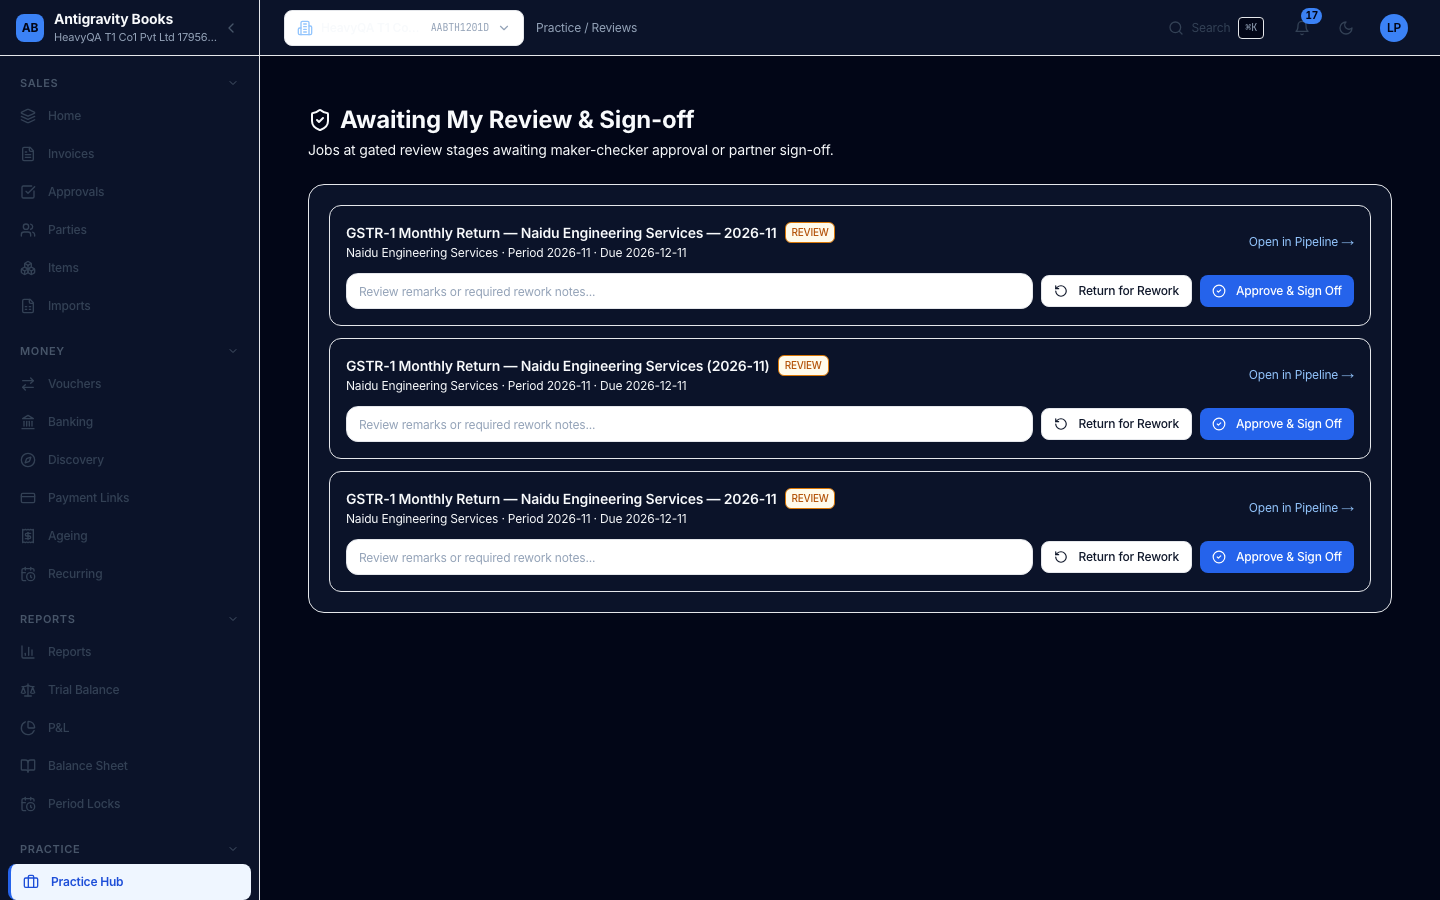 AB
Antigravity Books
HeavyQA T1 Co1 Pvt Ltd 17956...
SALES
Home
Invoices
Approvals
Parties
Items
Imports
MONEY
Vouchers
Banking
Discovery
Payment Links
Ageing
Recurring
REPORTS
Reports
Trial Balance
P&L
Balance Sheet
Period Locks
PRACTICE
Practice Hub
AABTH1201D
Practice / Reviews
Search
⌘K
17
LP
Awaiting My Review & Sign-off
Jobs at gated review stages awaiting maker-checker approval or partner sign-off.
GSTR-1 Monthly Return — Naidu Engineering Services — 2026-11 REVIEW
Naidu Engineering Services · Period 2026-11 · Due 2026-12-11
Open in Pipeline →
Review remarks or required rework notes...
Return for Rework
Approve & Sign Off
GSTR-1 Monthly Return — Naidu Engineering Services (2026-11) REVIEW
Naidu Engineering Services · Period 2026-11 · Due 2026-12-11
Open in Pipeline →
Review remarks or required rework notes...
Return for Rework
Approve & Sign Off
GSTR-1 Monthly Return — Naidu Engineering Services — 2026-11 REVIEW
Naidu Engineering Services · Period 2026-11 · Due 2026-12-11
Open in Pipeline →
Review remarks or required rework notes...
Return for Rework
Approve & Sign Off